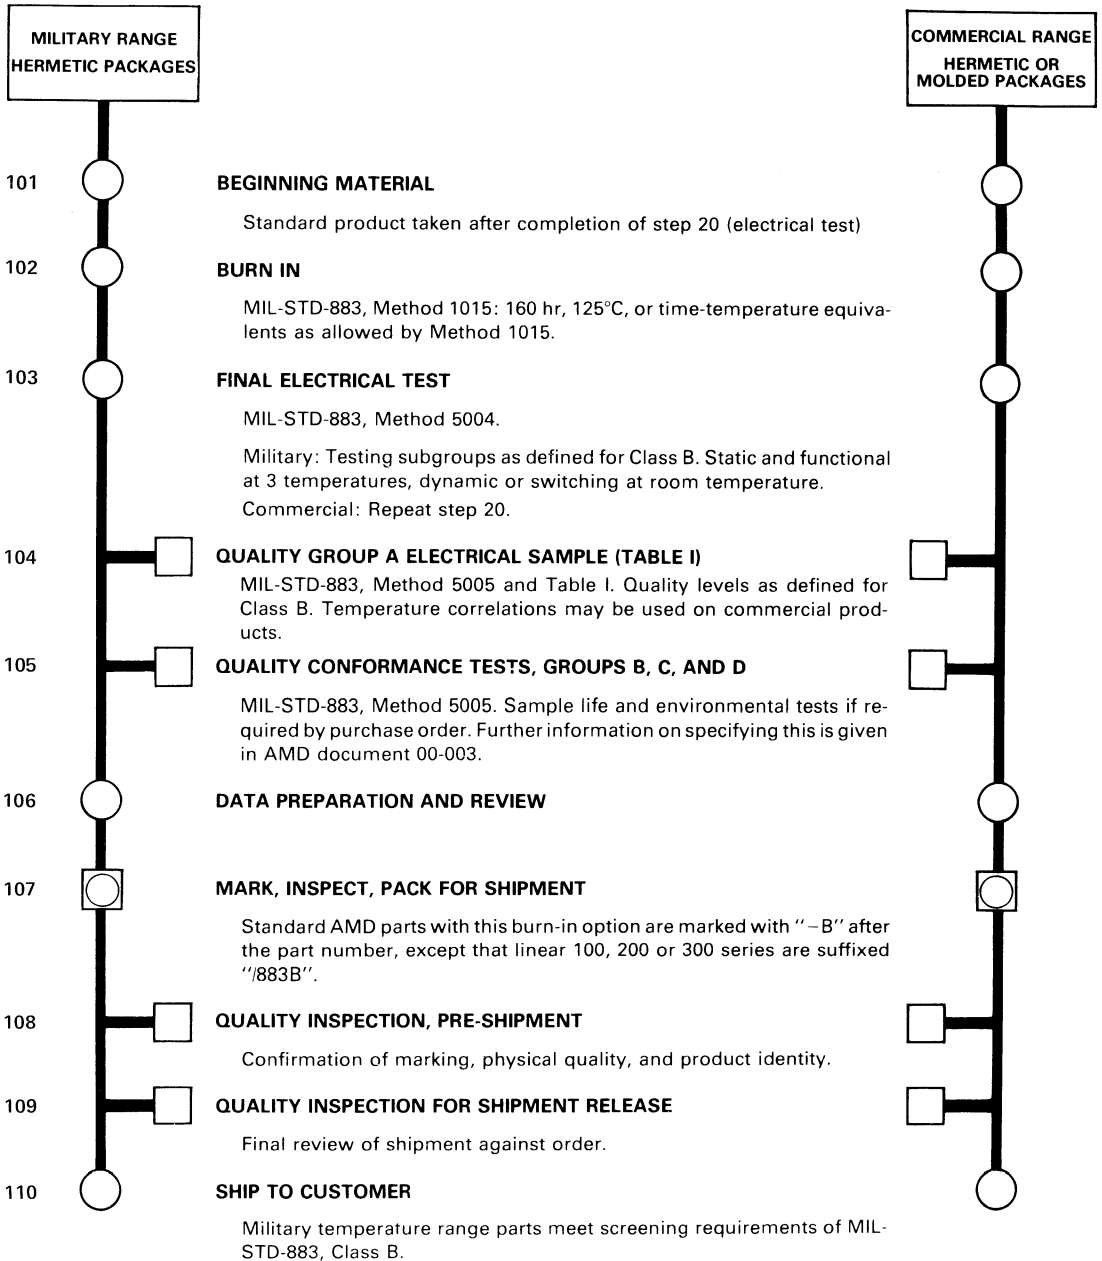 MILITARY RANGE
HERMETIC PACKAGES
COMMERCIAL RANGE
HERMETIC OR
MOLDED PACKAGES
101
BEGINNING MATERIAL
Standard product taken after completion of step 20 (electrical test)
102
BURN IN
MIL-STD-883, Method 1015: 160 hr, 125°C, or time-temperature equiva-
lents as allowed by Method 1015.
103
FINAL ELECTRICAL TEST
MIL-STD-883, Method 5004.
Military: Testing subgroups as defined for Class B. Static and functional
at 3 temperatures, dynamic or switching at room temperature.
Commercial: Repeat step 20.
104
QUALITY GROUP A ELECTRICAL SAMPLE (TABLE I)
MIL-STD-883, Method 5005 and Table I. Quality levels as defined for
Class B. Temperature correlations may be used on commercial prod-
ucts.
105
QUALITY CONFORMANCE TESTS, GROUPS B, C, AND D
MIL-STD-883, Method 5005. Sample life and environmental tests if re-
quired by purchase order. Further information on specifying this is given
in AMD document 00-003.
106
DATA PREPARATION AND REVIEW
107
MARK, INSPECT, PACK FOR SHIPMENT
Standard AMD parts with this burn-in option are marked with "–B" after
the part number, except that linear 100, 200 or 300 series are suffixed
"/883B".
108
QUALITY INSPECTION, PRE-SHIPMENT
Confirmation of marking, physical quality, and product identity.
109
QUALITY INSPECTION FOR SHIPMENT RELEASE
Final review of shipment against order.
110
SHIP TO CUSTOMER
Military temperature range parts meet screening requirements of MIL-
STD-883, Class B.